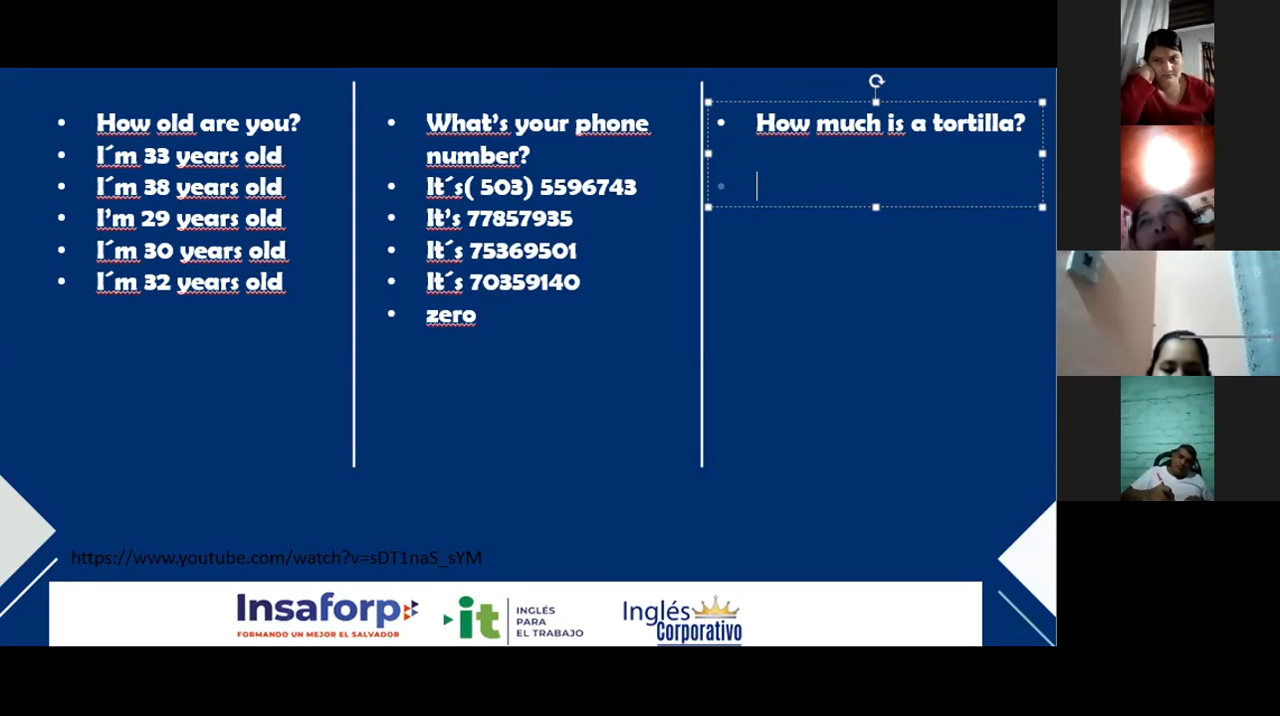 How old are you?
I´m 33 years old
I´m 38 years old
I'm 29 years old
I´m 30 years old
I´m 32 years old
What's your phone
number?
It´s( 503) 5596743
It's 77857935
It´s 75369501
It´s 70359140
zero
How much is a tortilla?
https://www.youtube.com/watch?v=sDT1naS_sYM
Insaforp
FORMANDO UN MEJOR EL SALVADOR
it
INGLÉS
PARA
EL TRABAJO
Inglés
Corporativo